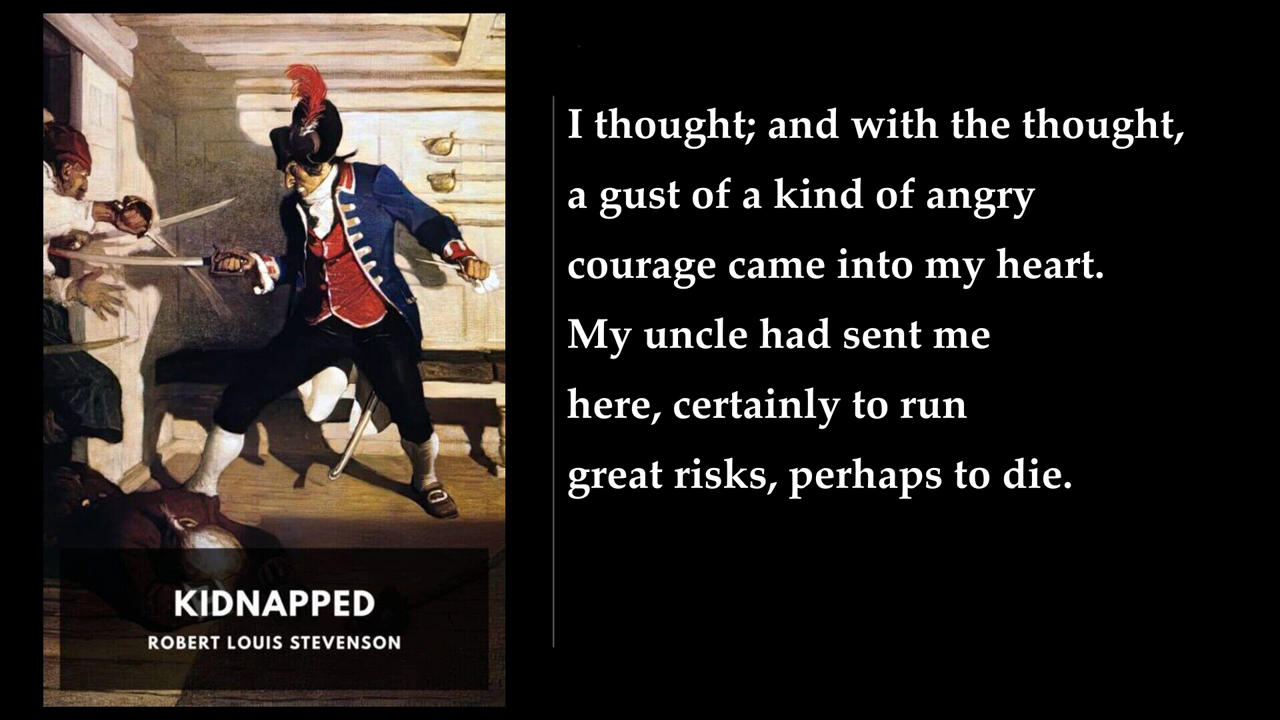 I thought; and with the thought,
a gust of a kind of angry
courage came into my heart.
My uncle had sent me
here, certainly to run
great risks, perhaps to die.
KIDNAPPED
ROBERT LOUIS STEVENSON